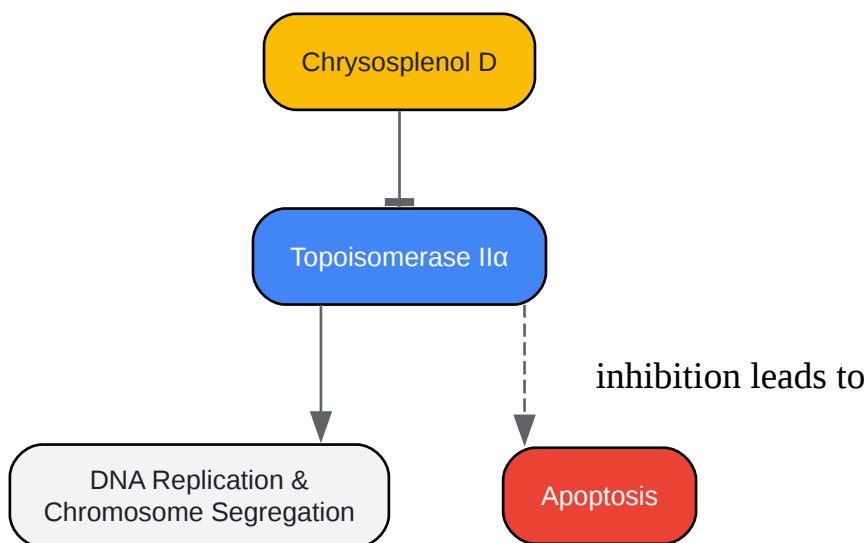 Chrysosplenol D
Topoisomerase IIα
inhibition leads to
DNA Replication &
Chromosome Segregation
Apoptosis